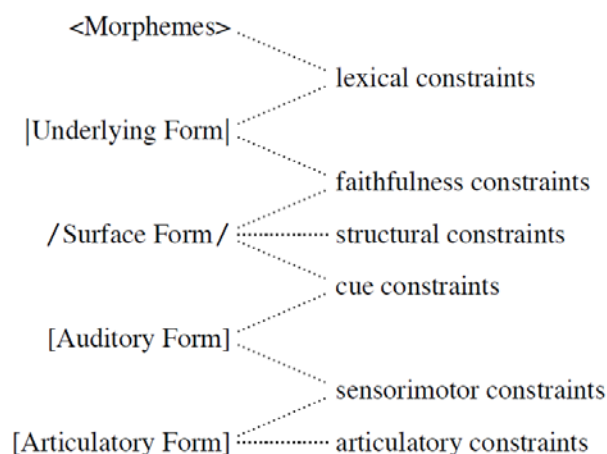 <Morphemes>
lexical constraints
|Underlying Form|
faithfulness constraints
/Surface Form/ structural constraints
cue constraints
[Auditory Form]
sensorimotor constraints
[Articulatory Form] articulatory constraints